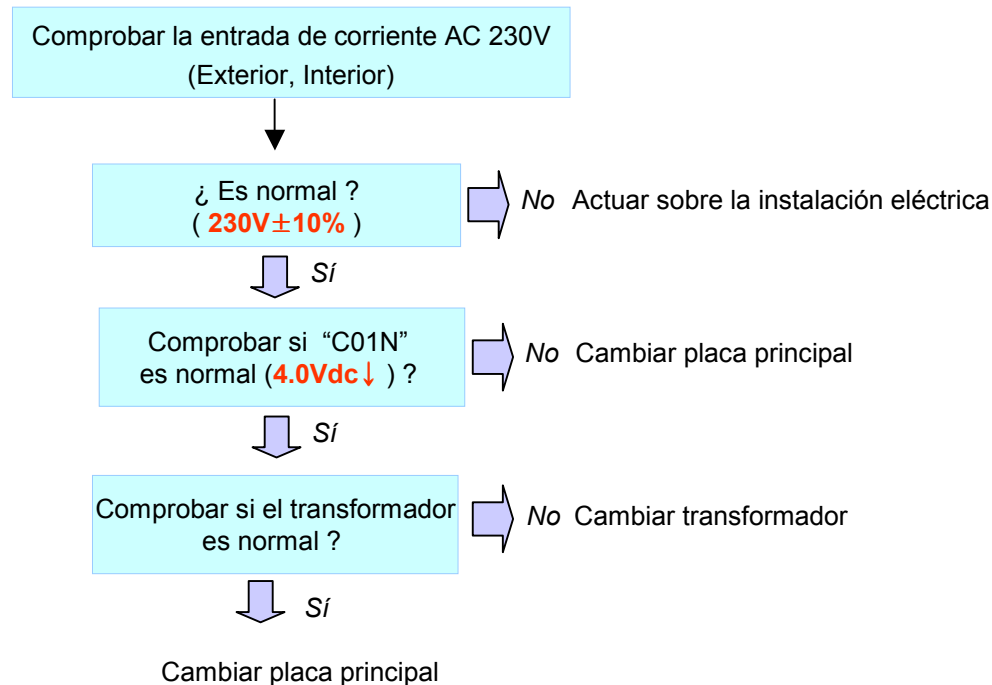 Comprobar la entrada de corriente AC 230V
(Exterior, Interior)
¿ Es normal ?
( 230V±10% )
No Actuar sobre la instalación eléctrica
Sí
Comprobar si “C01N”
es normal (4.0Vdc↓ ) ?
No Cambiar placa principal
Sí
Comprobar si el transformador
es normal ?
No Cambiar transformador
Sí
Cambiar placa principal